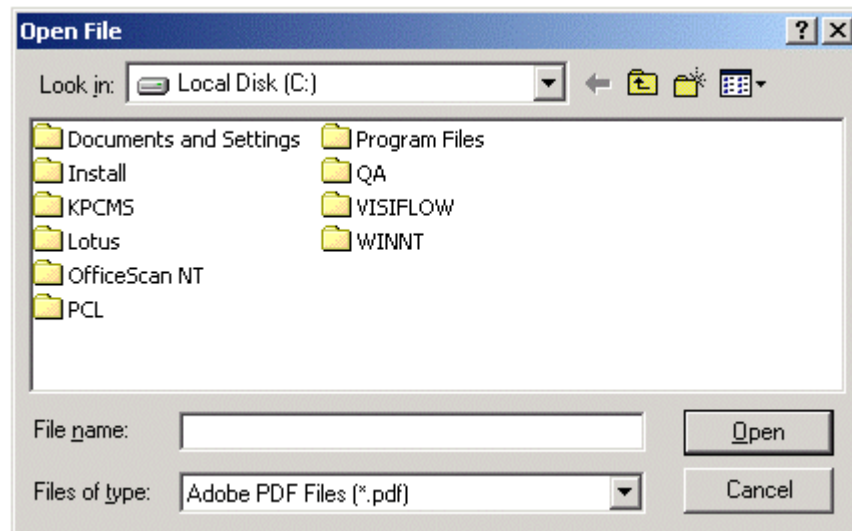 Open File
Look in: Local Disk (C:)
Documents and Settings Program Files
Install QA
KPCMS VISIFLOW
Lotus WINNT
OfficeScan NT
PCL
File name: Open
Files of type: Adobe PDF Files (*.pdf) Cancel